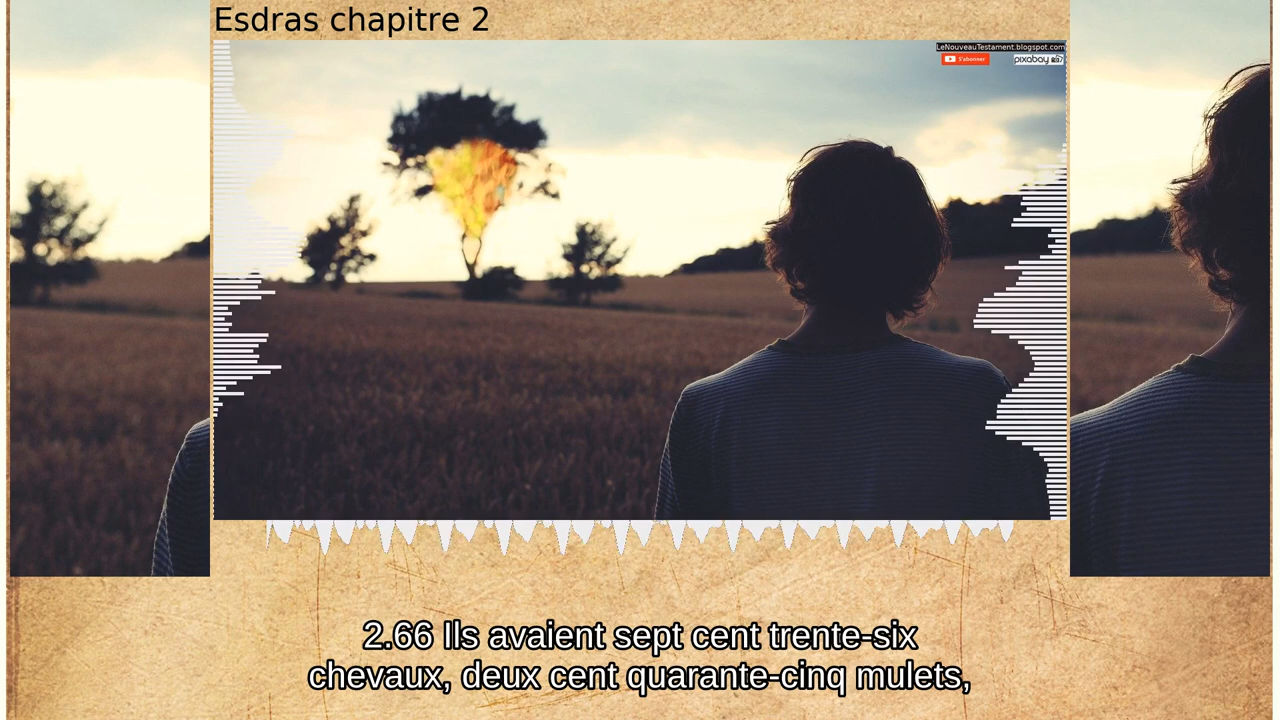 Esdras chapitre 2
LeNouveauTestament.blogspot.com
S'abonner
pixabay
2.66 Ils avaient sept cent trente-six
chevaux, deux cent quarante-cinq mulets,